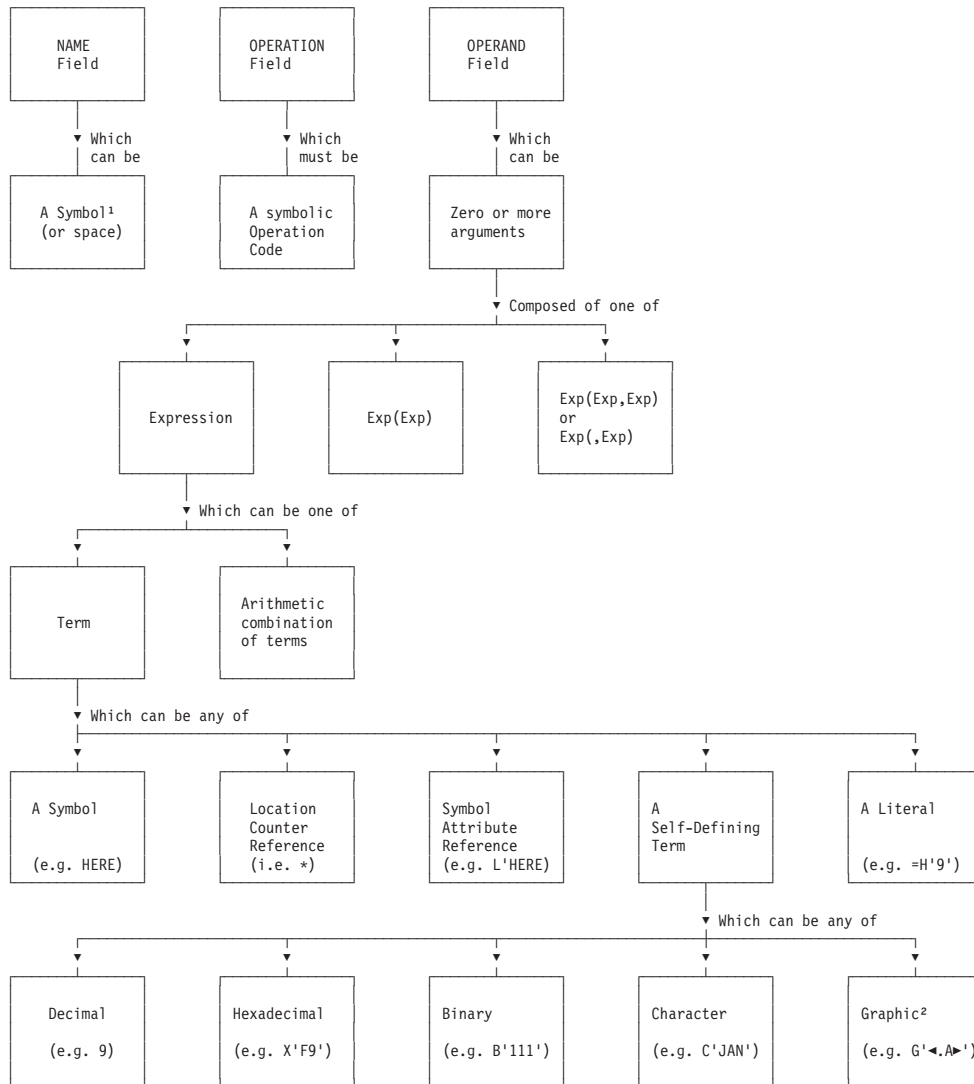 NAME
Field
OPERATION
Field
OPERAND
Field
Which
can be
Which
must be
Which
can be
A Symbol¹
(or space)
A symbolic
Operation
Code
Zero or more
arguments
Composed of one of
Expression
Exp(Exp)
Exp(Exp,Exp)
or
Exp(,Exp)
Which can be one of
Term
Arithmetic
combination
of terms
Which can be any of
A Symbol
(e.g. HERE)
Location
Counter
Reference
(i.e. *)
Symbol
Attribute
Reference
(e.g. L'HERE)
A
Self-Defining
Term
A Literal
(e.g. =H'9')
Which can be any of
Decimal
(e.g. 9)
Hexadecimal
(e.g. X'F9')
Binary
(e.g. B'111')
Character
(e.g. C'JAN')
Graphic²
(e.g. G'◄.A►')